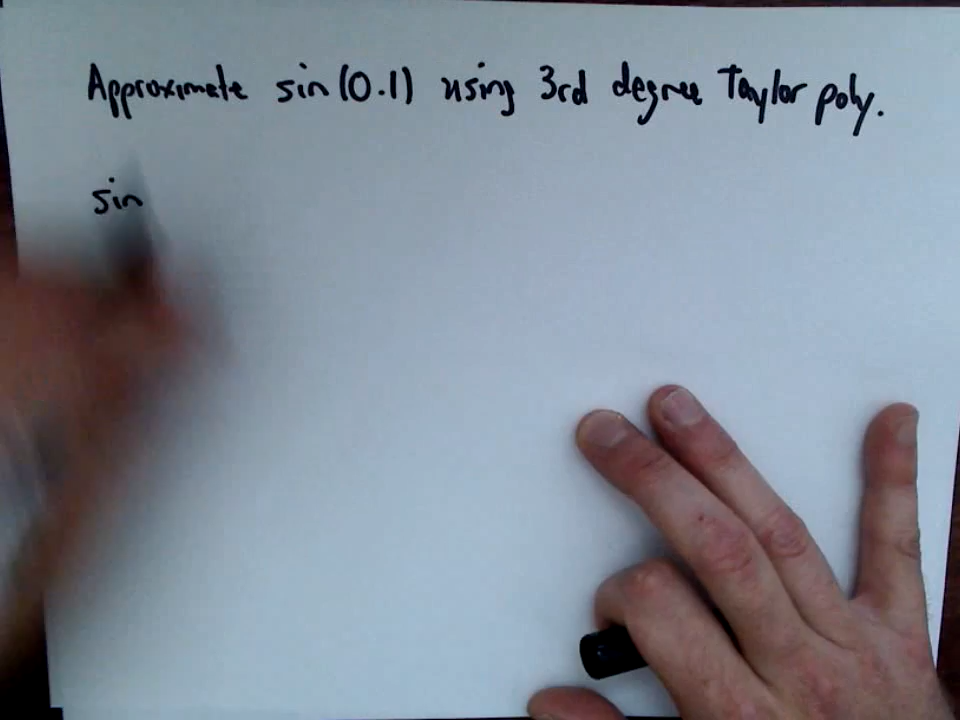 Approximate sin(0.1) using 3rd degree Taylor poly.
sin